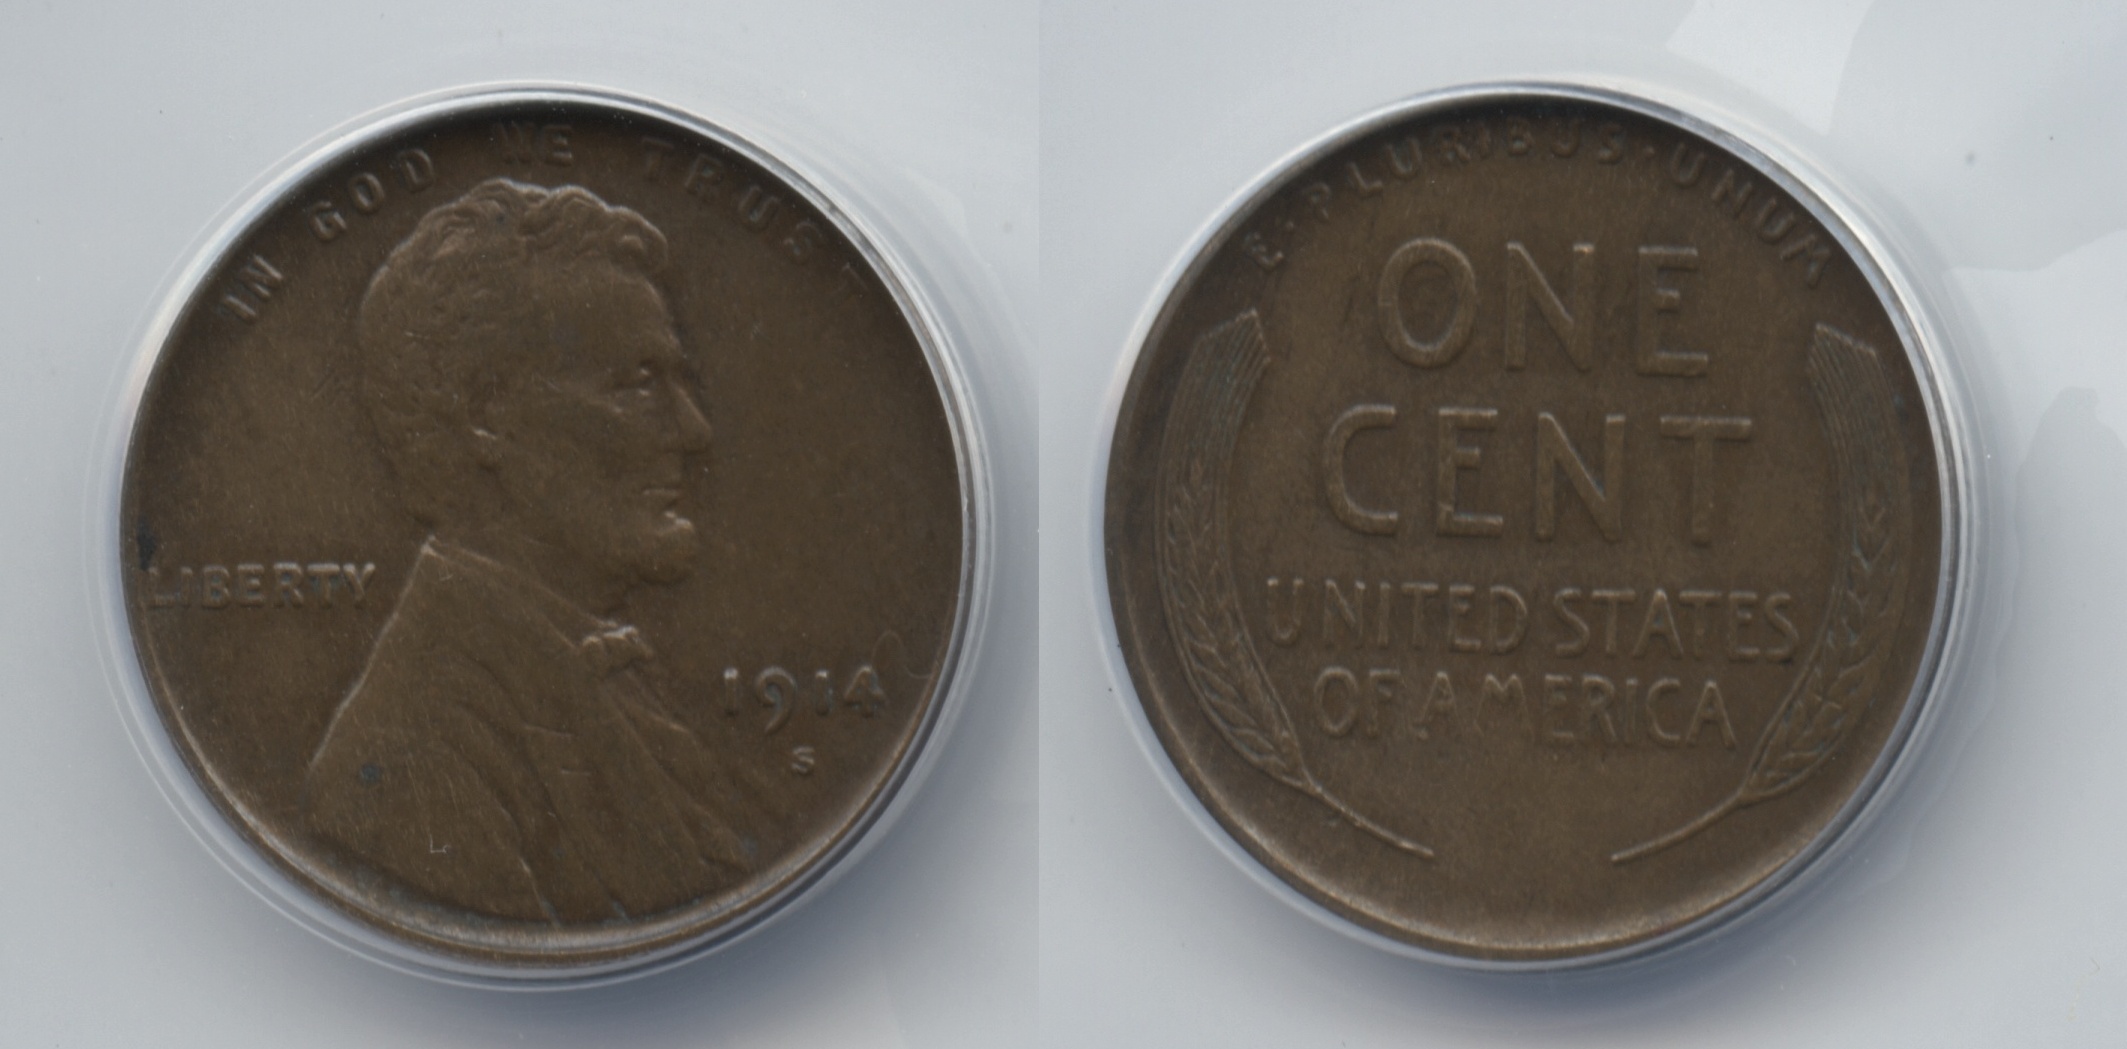 IN GOD WE TRUST
LIBERTY
1914
S
E·PLURIBUS·UNUM
ONE
CENT
UNITED STATES
OF AMERICA